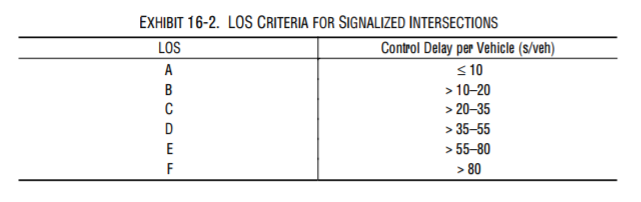 EXHIBIT 16-2. LOS CRITERIA FOR SIGNALIZED INTERSECTIONS
LOS Control Delay per Vehicle (s/veh)
A ≤ 10
B > 10–20
C > 20–35
D > 35–55
E > 55–80
F > 80